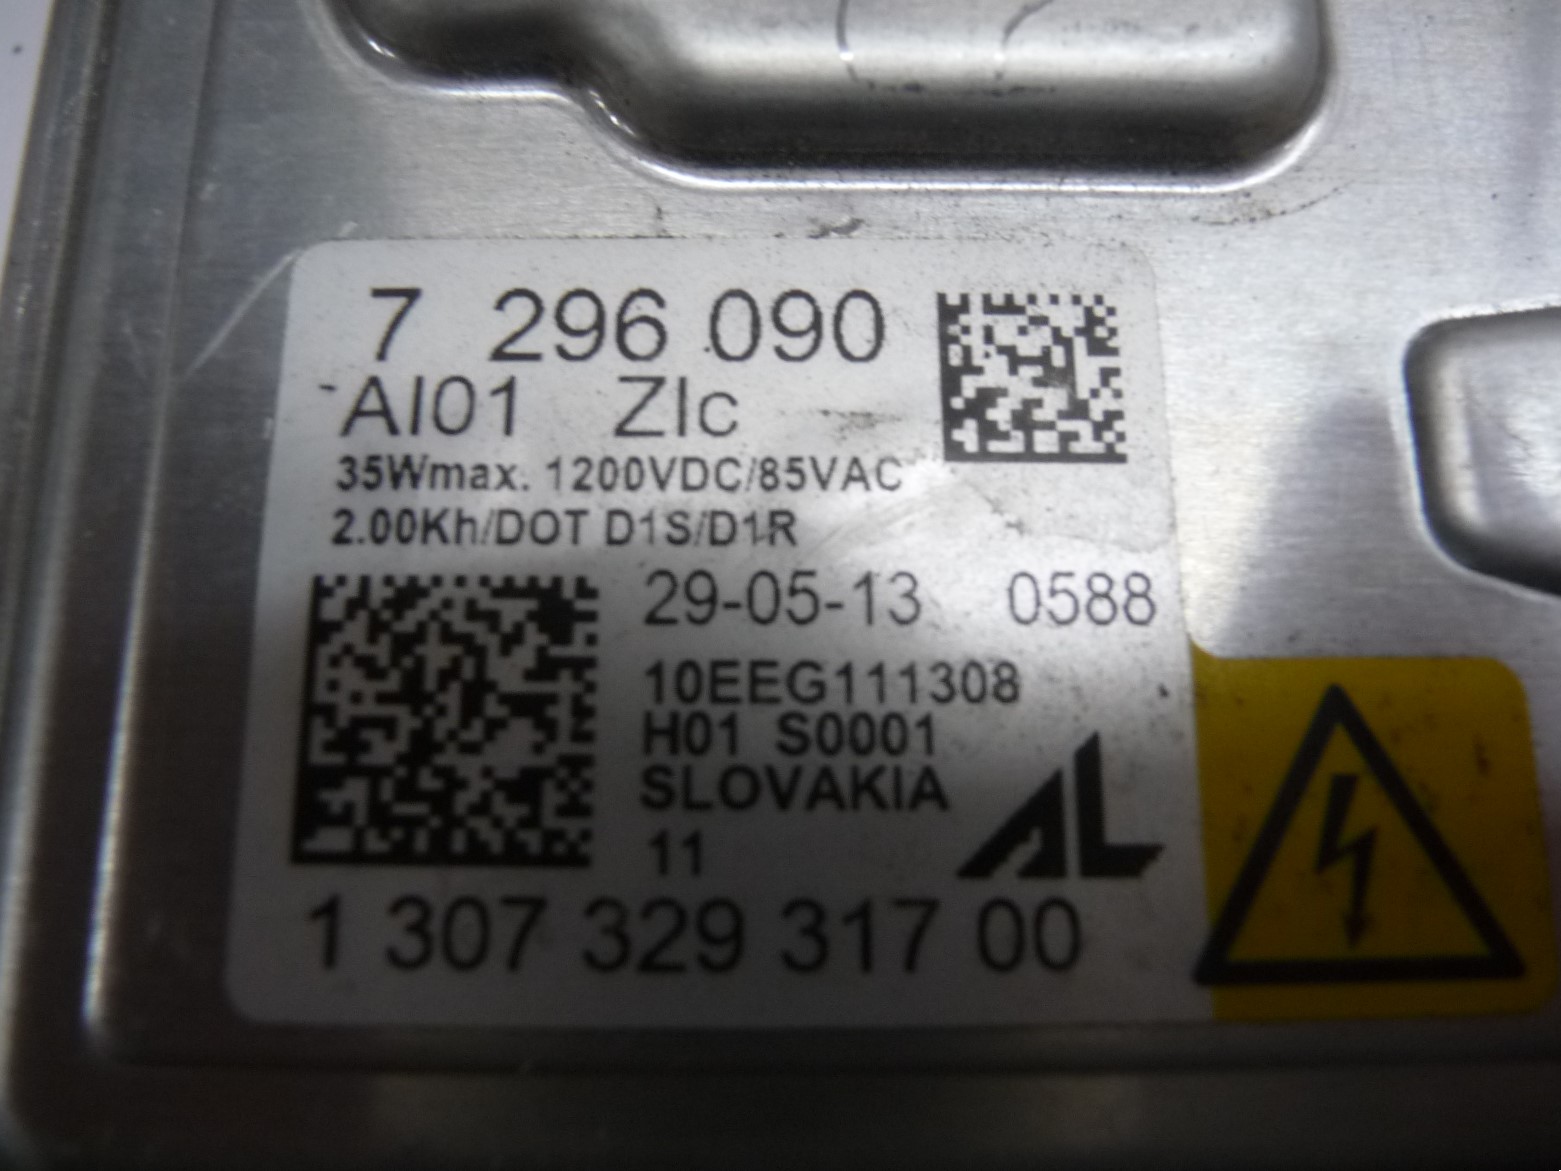 7 296 090
AI01 ZIc
35Wmax. 1200VDC/85VAC
2.00Kh/DOT D1S/D1R
29-05-13 0588
10EEG111308
H01 S0001
SLOVAKIA
11
AL
1 307 329 317 00